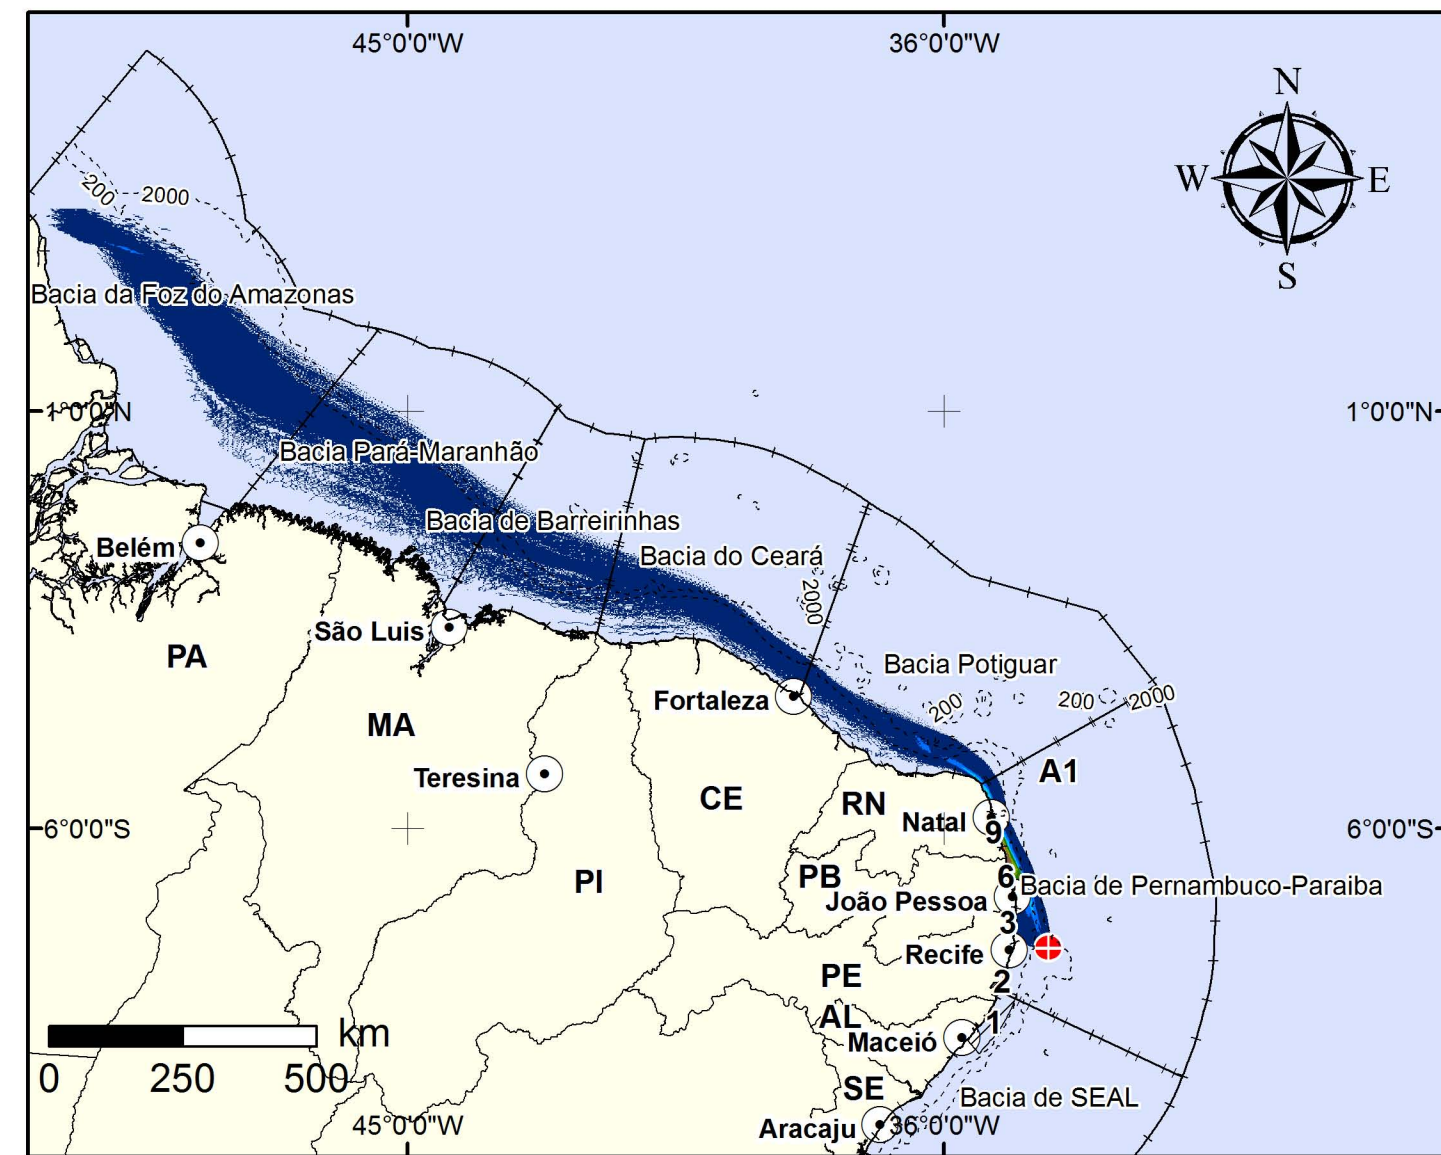 45°0'0"W
36°0'0"W
N
W
E
S
200
2000
Bacia da Foz do Amazonas
1°0'0"N
1°0'0"N
Bacia Pará-Maranhão
Bacia de Barreirinhas
Belém
Bacia do Ceará
2000
São Luis
PA
Bacia Potiguar
Fortaleza
200
200
2000
MA
A1
Teresina
CE
RN
Natal
9
6°0'0"S
6°0'0"S
PI
PB
6
Bacia de Pernambuco-Paraiba
João Pessoa
3
Recife
PE
2
AL
1
km
Maceió
0
250
500
SE
Bacia de SEAL
45°0'0"W
Aracaju
36°0'0"W